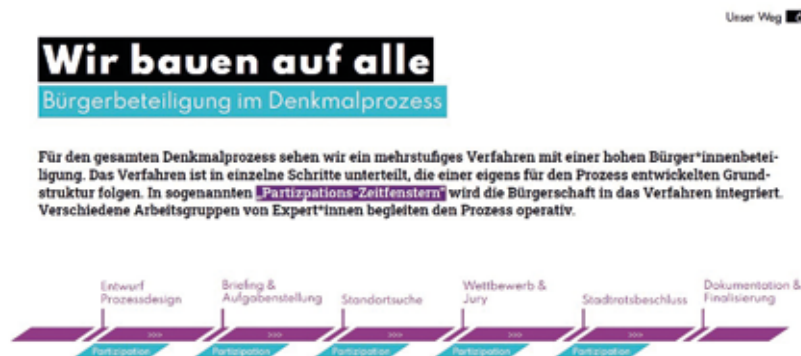 Unser Weg
Wir bauen auf alle
Bürgerbeteiligung im Denkmalprozess
Für den gesamten Denkmalprozess sehen wir ein mehrstufiges Verfahren mit einer hohen Bürger*innenbetei-
ligung. Das Verfahren ist in einzelne Schritte unterteilt, die einer eigens für den Prozess entwickelten Grund-
struktur folgen. In sogenannten „Partizpations-Zeitfenstern" wird die Bürgerschaft in das Verfahren integriert.
Verschiedene Arbeitsgruppen von Expert*innen begleiten den Prozess operativ.
Entwurf
Prozessdesign
Briefing &
Aufgabenstellung
Standortsuche
Wettbewerb &
Jury
Stadtratsbeschluss
Dokumentation &
Finalisierung
>>> >>> >>> >>> >>>
Partizipation Partizipation Partizipation Partizipation Partizipation